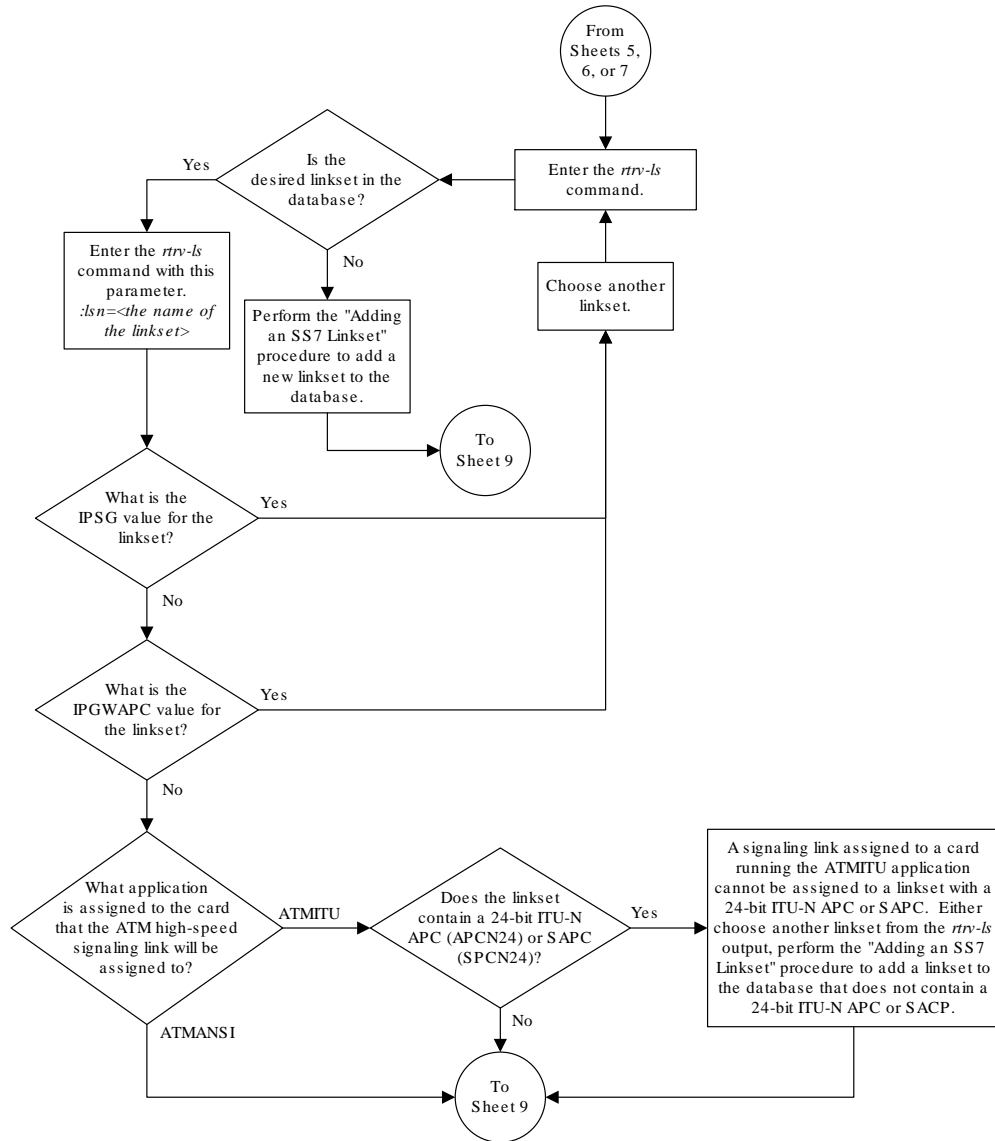 From
Sheets 5,
6, or 7
Enter the rtrv-ls
command.
Is the
desired linkset in the
database?
Yes
No
Enter the rtrv-ls
command with this
parameter.
:lsn=<the name of
the linkset>
Perform the "Adding
an SS7 Linkset"
procedure to add a
new linkset to the
database.
Choose another
linkset.
To
Sheet 9
What is the
IPSG value for the
linkset?
Yes
No
What is the
IPGWAPC value for
the linkset?
Yes
No
What application
is assigned to the card
that the ATM high-speed
signaling link will be
assigned to?
ATMITU
ATMANSI
Does the linkset
contain a 24-bit ITU-N
APC (APCN24) or SAPC
(SPCN24)?
Yes
No
A signaling link assigned to a card
running the ATMITU application
cannot be assigned to a linkset with a
24-bit ITU-N APC or SAPC.  Either
choose another linkset from the rtrv-ls
output, perform the "Adding an SS7
Linkset" procedure to add a linkset to
the database that does not contain a
24-bit ITU-N APC or SACP.
To
Sheet 9